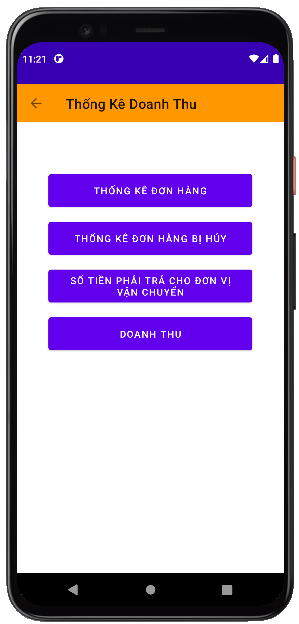 11:21
Thống Kê Doanh Thu
THỐNG KÊ ĐƠN HÀNG
THỐNG KÊ ĐƠN HÀNG BỊ HỦY
SỐ TIỀN PHẢI TRẢ CHO ĐƠN VỊ
VẬN CHUYỂN
DOANH THU